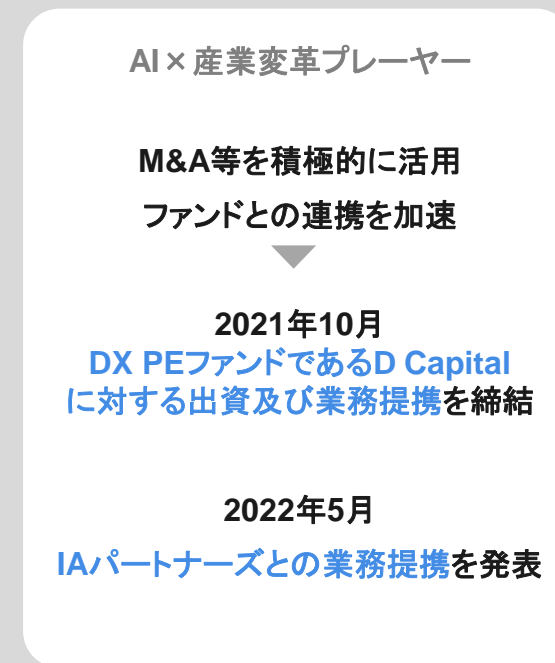 AI×産業変革プレーヤー
M&A等を積極的に活用
ファンドとの連携を加速
2021年10月
DX PEファンドであるD Capital
に対する出資及び業務提携を締結
2022年5月
IAパートナーズとの業務提携を発表